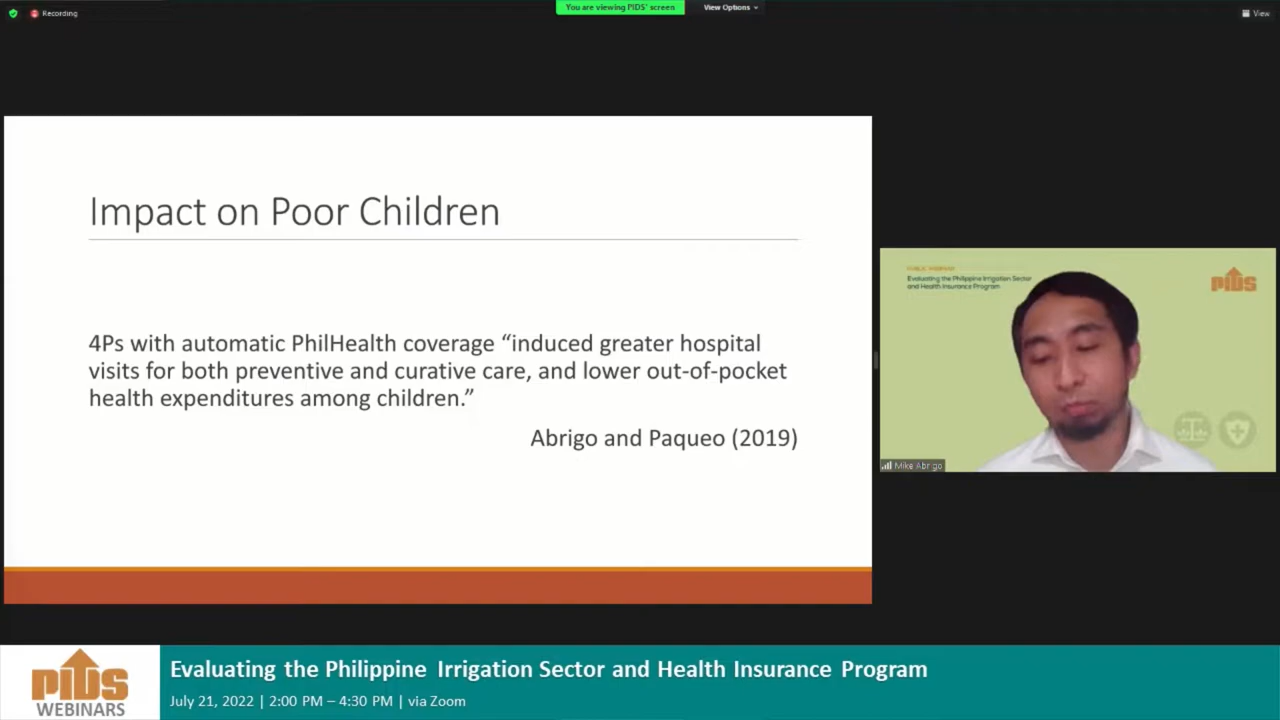 Recording
You are viewing PIDS' screen
View Options
View
Impact on Poor Children
4Ps with automatic PhilHealth coverage “induced greater hospital
visits for both preventive and curative care, and lower out-of-pocket
health expenditures among children.”
Abrigo and Paqueo (2019)
PUBLIC WEBINAR
Evaluating the Philippine Irrigation Sector
and Health Insurance Program
PIDS
Mike Abrigo
PIDS
WEBINARS
Evaluating the Philippine Irrigation Sector and Health Insurance Program
July 21, 2022 | 2:00 PM – 4:30 PM | via Zoom